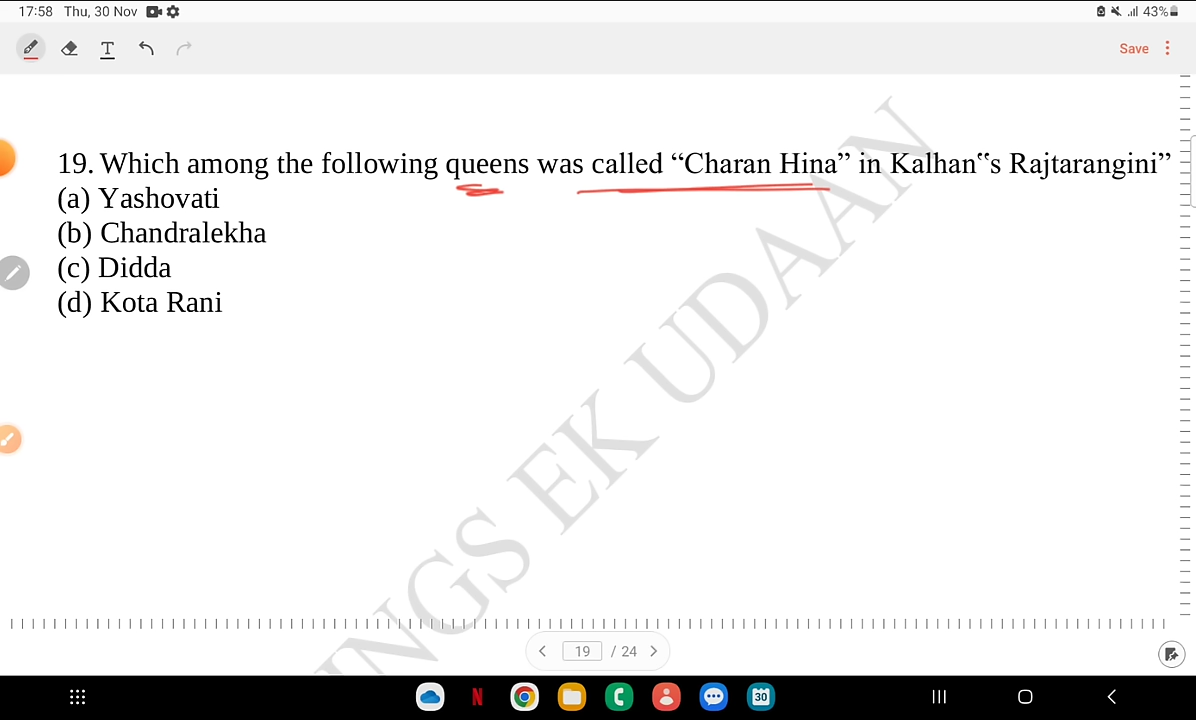 17:58 Thu, 30 Nov 43%
T Save
19. Which among the following queens was called “Charan Hina” in Kalhan‟s Rajtarangini”
(a) Yashovati
(b) Chandralekha
(c) Didda
(d) Kota Rani
INGS EK UDAAN
19 / 24
N 30